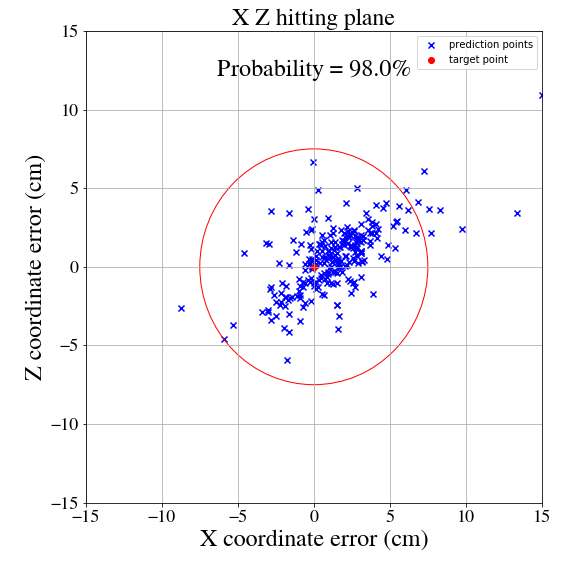 X Z hitting plane
prediction points
target point
Probability = 98.0%
Z coordinate error (cm)
15
10
5
0
−5
−10
−15
−15
−10
−5
0
5
10
15
X coordinate error (cm)